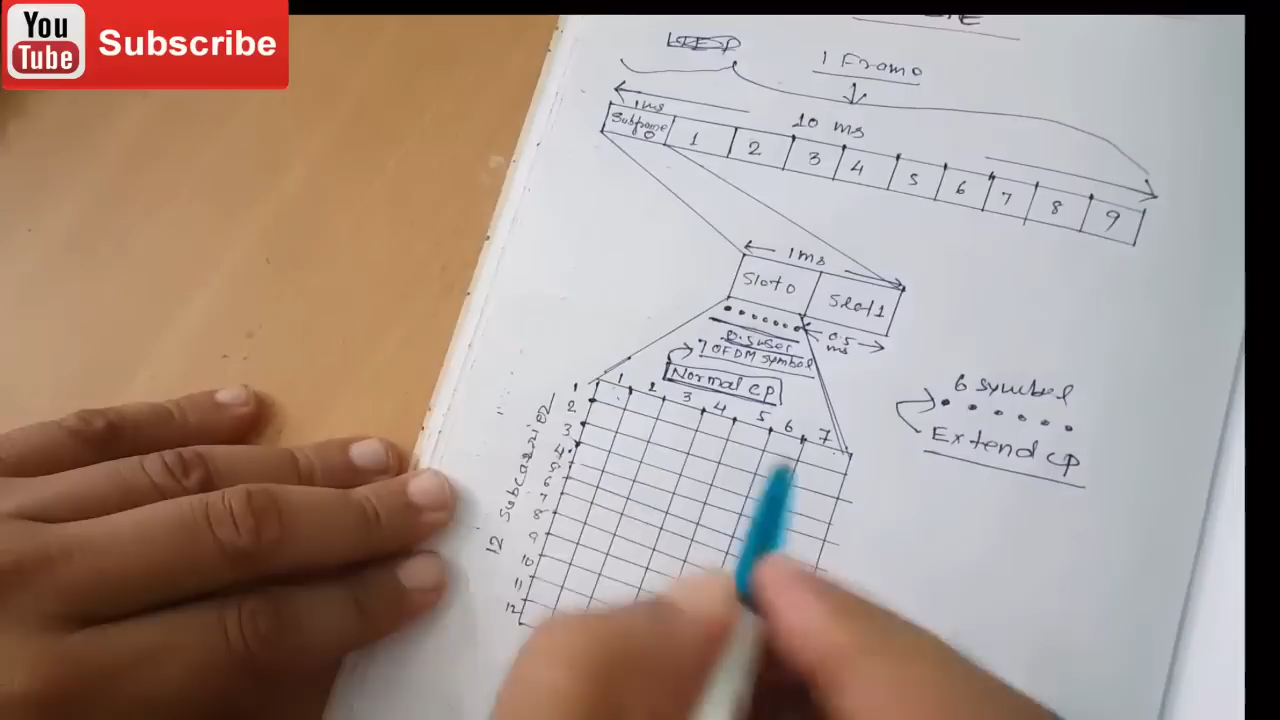 You
Tube
Subscribe
1 Frame
1ms
10 ms
Subframe
0
1 2 3 4 5 6 7 8 9
1ms
Slot 0
Slot 1
0.5
ms
7 OFDM symbol
Normal CP
6 symbol
Extend CP
1 2 3 4 5 6 7
12 Subcarrier
1
2
3
4
5
6
7
8
9
10
11
12